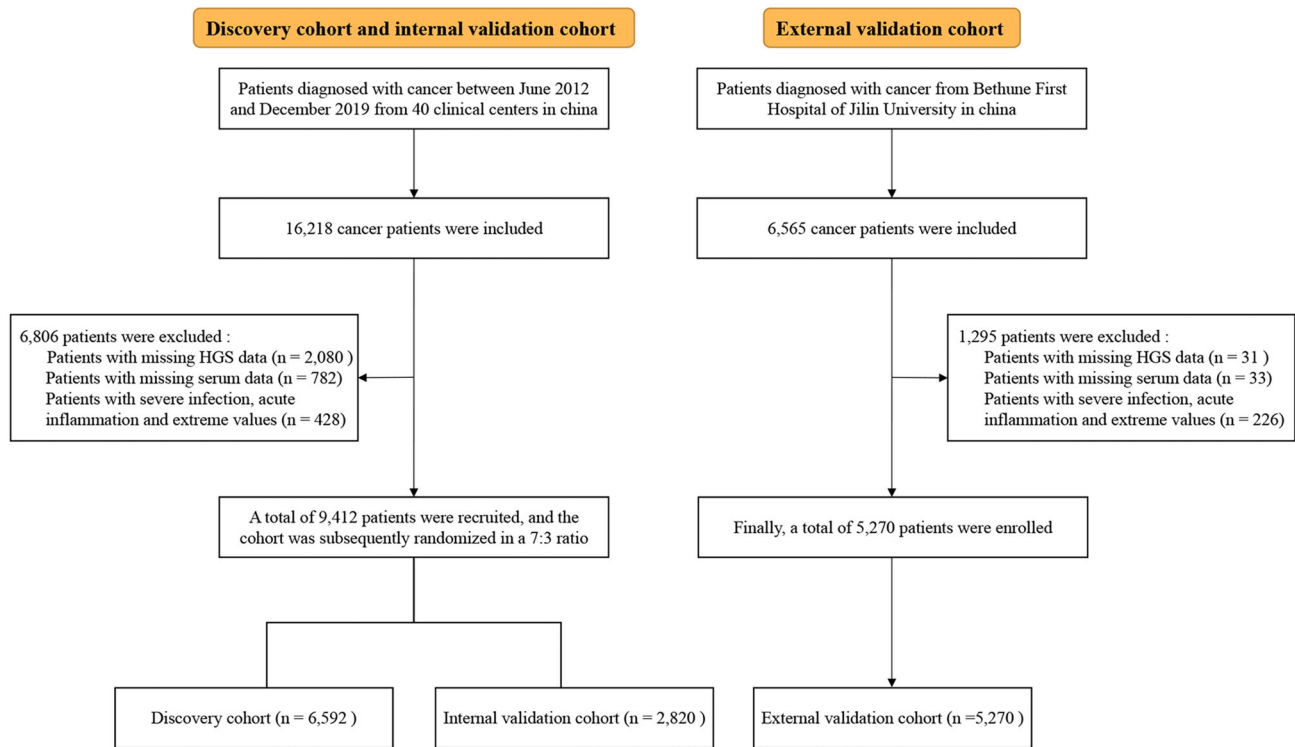 Discovery cohort and internal validation cohort
External validation cohort
Patients diagnosed with cancer between June 2012
and December 2019 from 40 clinical centers in china
Patients diagnosed with cancer from Bethune First
Hospital of Jilin University in china
16,218 cancer patients were included
6,565 cancer patients were included
6,806 patients were excluded :
Patients with missing HGS data (n = 2,080 )
Patients with missing serum data (n = 782)
Patients with severe infection, acute
inflammation and extreme values (n = 428)
1,295 patients were excluded :
Patients with missing HGS data (n = 31 )
Patients with missing serum data (n = 33)
Patients with severe infection, acute
inflammation and extreme values (n = 226)
A total of 9,412 patients were recruited, and the
cohort was subsequently randomized in a 7:3 ratio
Finally, a total of 5,270 patients were enrolled
Discovery cohort (n = 6,592 )
Internal validation cohort (n = 2,820 )
External validation cohort (n =5,270 )